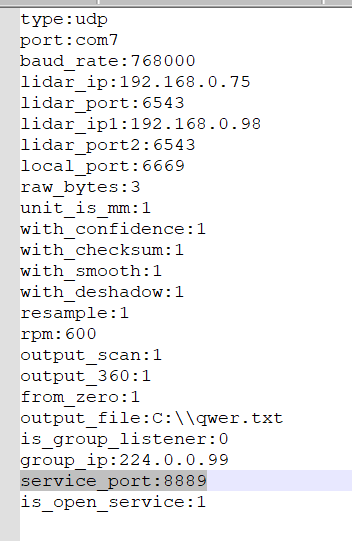 type:udp
port:com7
baud_rate:768000
lidar_ip:192.168.0.75
lidar_port:6543
lidar_ip1:192.168.0.98
lidar_port2:6543
local_port:6669
raw_bytes:3
unit_is_mm:1
with_confidence:1
with_checksum:1
with_smooth:1
with_deshadow:1
resample:1
rpm:600
output_scan:1
output_360:1
from_zero:1
output_file:C:\\qwer.txt
is_group_listener:0
group_ip:224.0.0.99
service_port:8889
is_open_service:1